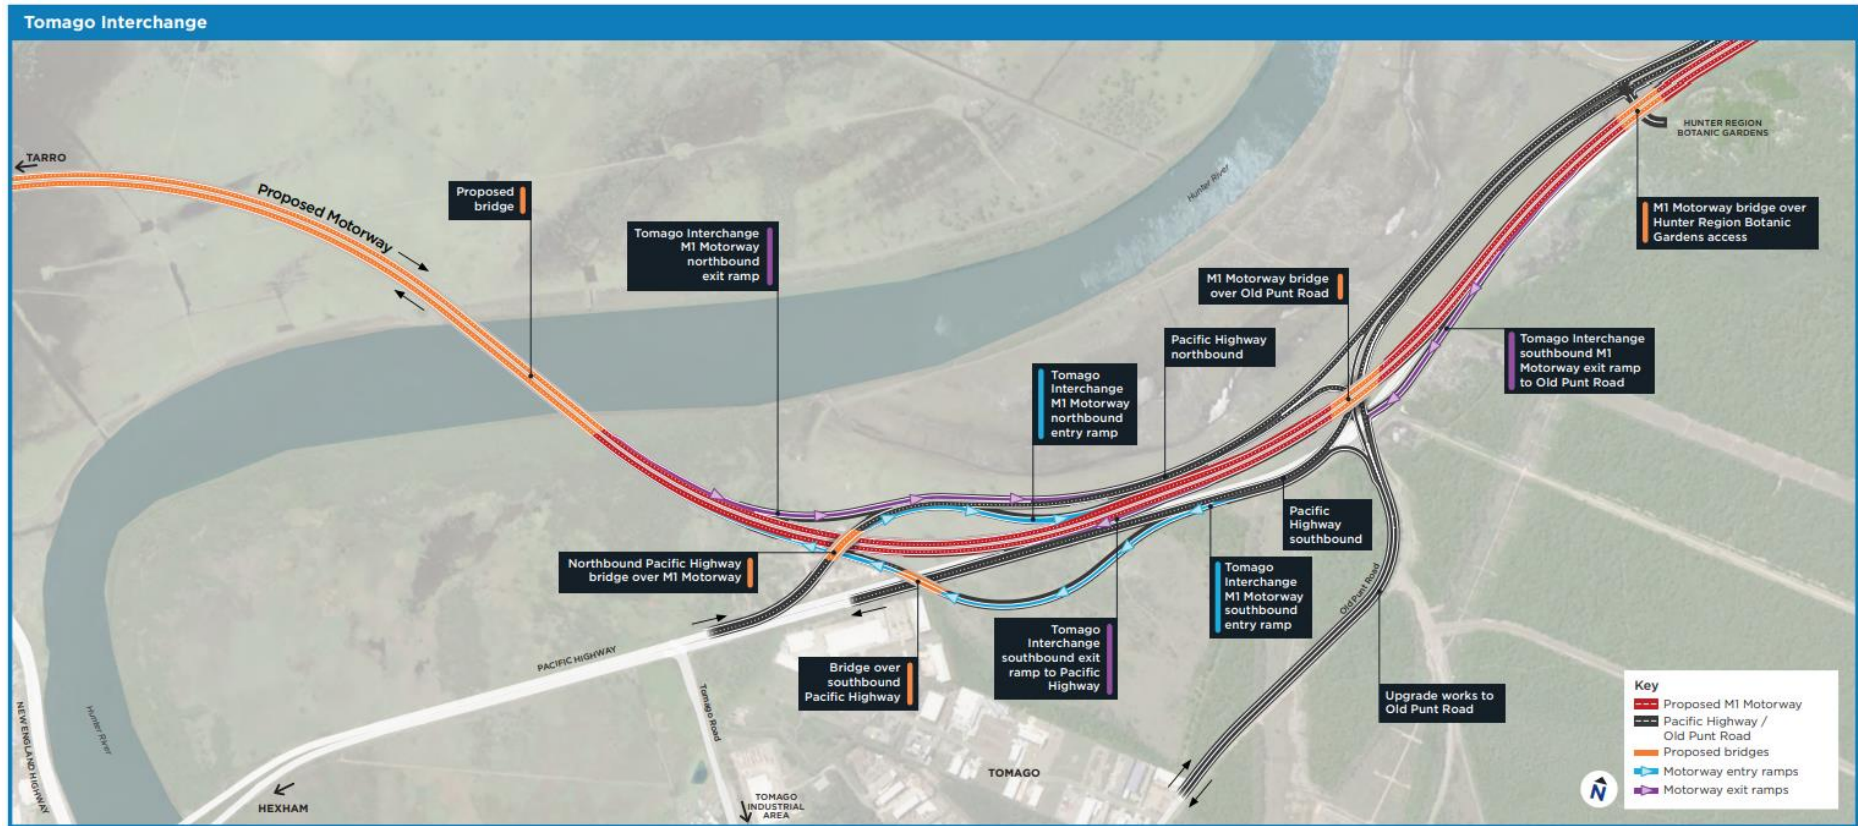 Tomago Interchange
TARRO
Proposed Motorway
Proposed
bridge
Tomago Interchange
M1 Motorway
northbound
exit ramp
Hunter River
HUNTER REGION
BOTANIC GARDENS
M1 Motorway bridge over
Hunter Region Botanic
Gardens access
M1 Motorway bridge
over Old Punt Road
Pacific Highway
northbound
Tomago
Interchange
M1 Motorway
northbound
entry ramp
Tomago Interchange
southbound M1
Motorway exit ramp
to Old Punt Road
Northbound Pacific Highway
bridge over M1 Motorway
Pacific
Highway
southbound
Tomago
Interchange
M1 Motorway
southbound
entry ramp
Old Punt Road
Tomago
Interchange
southbound exit
ramp to Pacific
Highway
Bridge over
southbound
Pacific Highway
PACIFIC HIGHWAY
Tomago Road
Upgrade works to
Old Punt Road
NEW ENGLAND HIGHWAY
Hunter River
HEXHAM
TOMAGO
INDUSTRIAL
AREA
TOMAGO
N
Key
Proposed M1 Motorway
Pacific Highway /
Old Punt Road
Proposed bridges
Motorway entry ramps
Motorway exit ramps